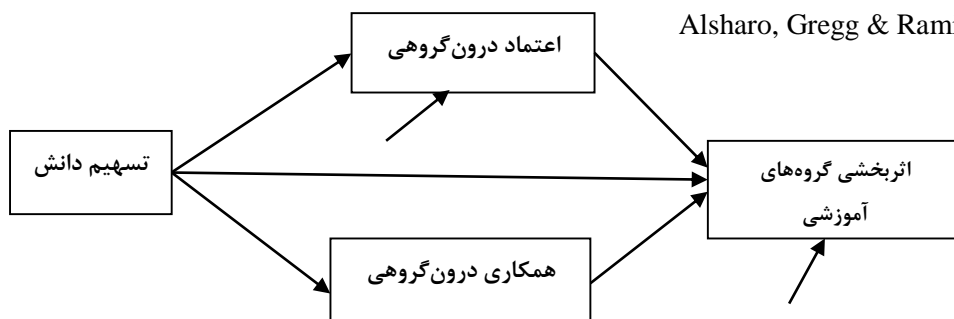 Alsharo, Gregg & Ram
اعتماد درون‌گروهی
تسهیم دانش
اثربخشی گروه‌های
آموزشی
همکاری درون‌گروهی